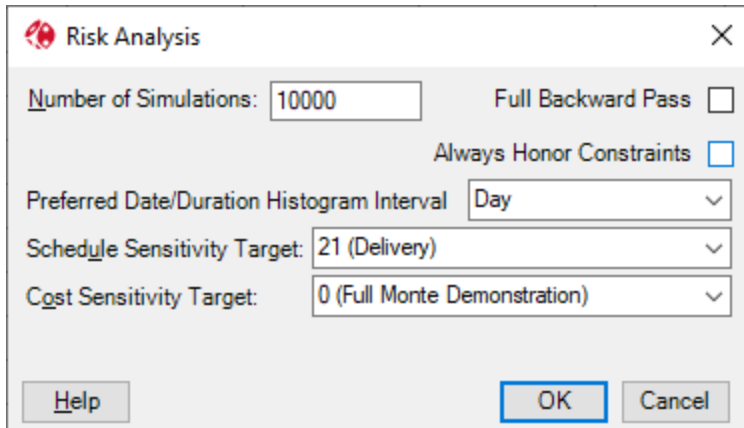 Risk Analysis
Number of Simulations: 10000 Full Backward Pass
Always Honor Constraints
Preferred Date/Duration Histogram Interval Day
Schedule Sensitivity Target: 21 (Delivery)
Cost Sensitivity Target: 0 (Full Monte Demonstration)
Help OK Cancel